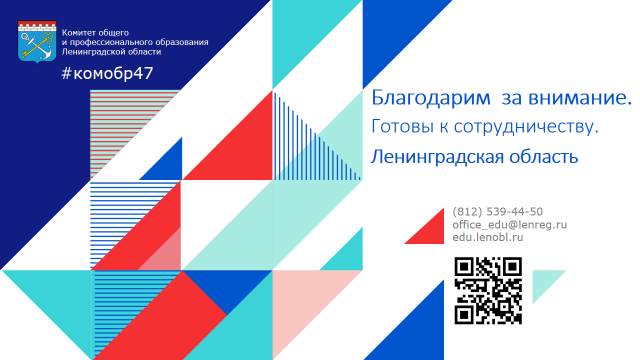 Комитет общего
и профессионального образования
Ленинградской области
#комобр47
Благодарим за внимание.
Готовы к сотрудничеству.
Ленинградская область
(812) 539-44-50
office_edu@lenreg.ru
edu.lenobl.ru